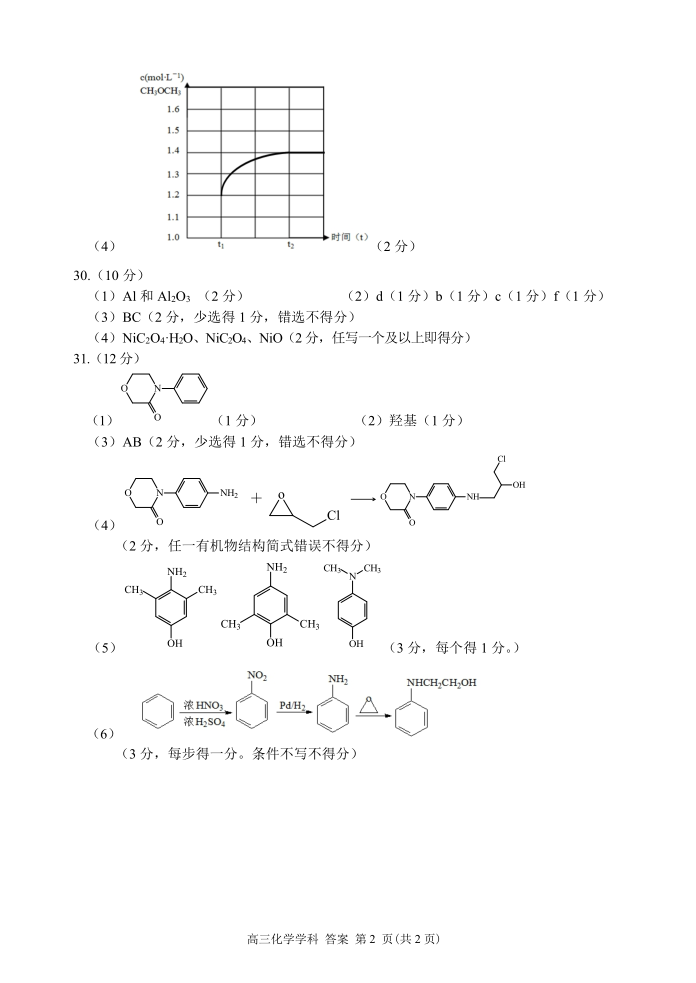 c(mol·L⁻¹)
CH₃OCH₃
1.6
1.5
1.4
1.3
1.2
1.1
1.0
t₁ t₂ 时间（t）
（4） （2 分）
30.（10 分）
（1）Al 和 Al₂O₃ （2 分） （2）d（1 分）b（1 分）c（1 分）f（1 分）
（3）BC（2 分，少选得 1 分，错选不得分）
（4）NiC₂O₄·H₂O、NiC₂O₄、NiO（2 分，任写一个及以上即得分）
31.（12 分）
O N O
（1） （1 分） （2）羟基（1 分）
（3）AB（2 分，少选得 1 分，错选不得分）
（4） O N O NH₂ + O Cl O N O NH OH Cl
（2 分，任一有机物结构简式错误不得分）
NH₂ NH₂ CH₃ N CH₃
CH₃ CH₃ CH₃ CH₃
OH OH OH
（5） （3 分，每个得 1 分。）
NO₂ NH₂ NHCH₂CH₂OH
浓HNO₃ Pd/H₂ O
浓H₂SO₄
（6）
（3 分，每步得一分。条件不写不得分）
高三化学学科 答案 第 2 页(共 2 页)